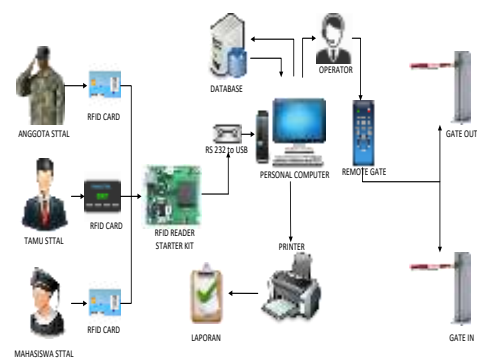 ANGGOTA STTAL
RFID CARD
DATABASE
OPERATOR
GATE OUT
RS 232 to USB
PERSONAL COMPUTER
REMOTE GATE
TAMU STTAL
RFID CARD
RFID READER
STARTER KIT
PRINTER
MAHASISWA STTAL
RFID CARD
LAPORAN
GATE IN